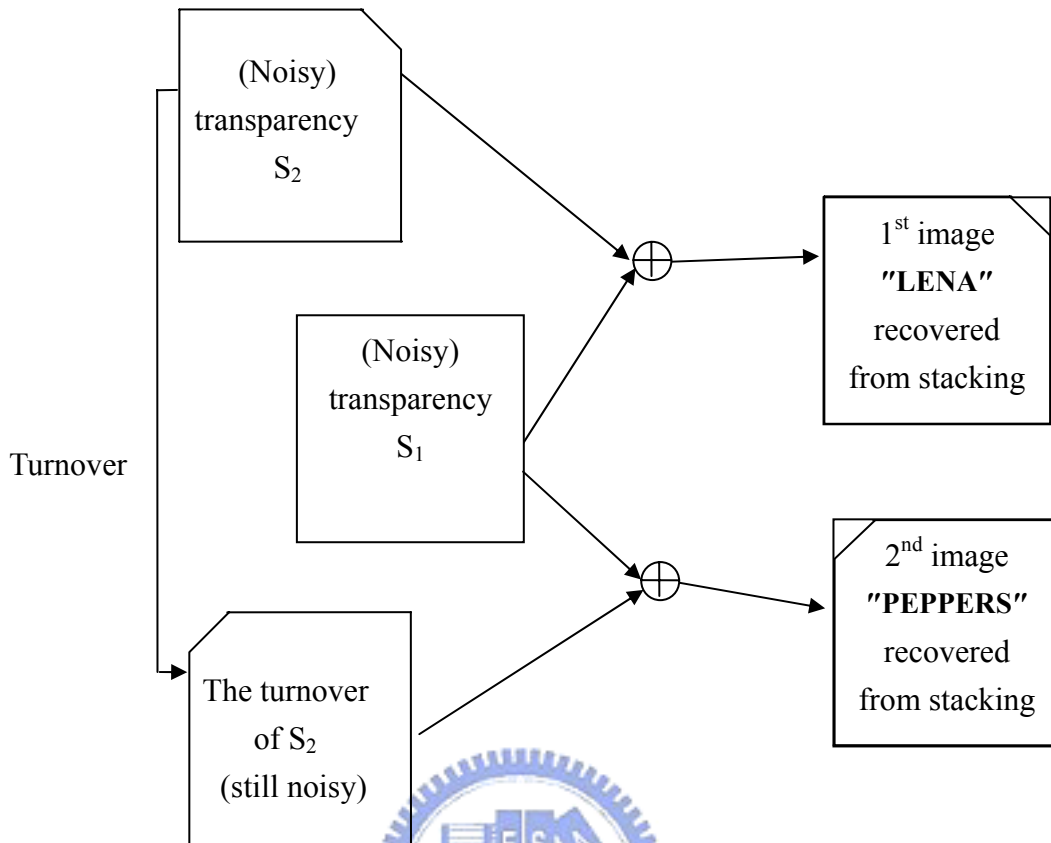 (Noisy)
transparency
S₂
1ˢᵗ image
″LENA″
recovered
from stacking
(Noisy)
transparency
S₁
Turnover
2ⁿᵈ image
″PEPPERS″
recovered
from stacking
The turnover
of S₂
(still noisy)